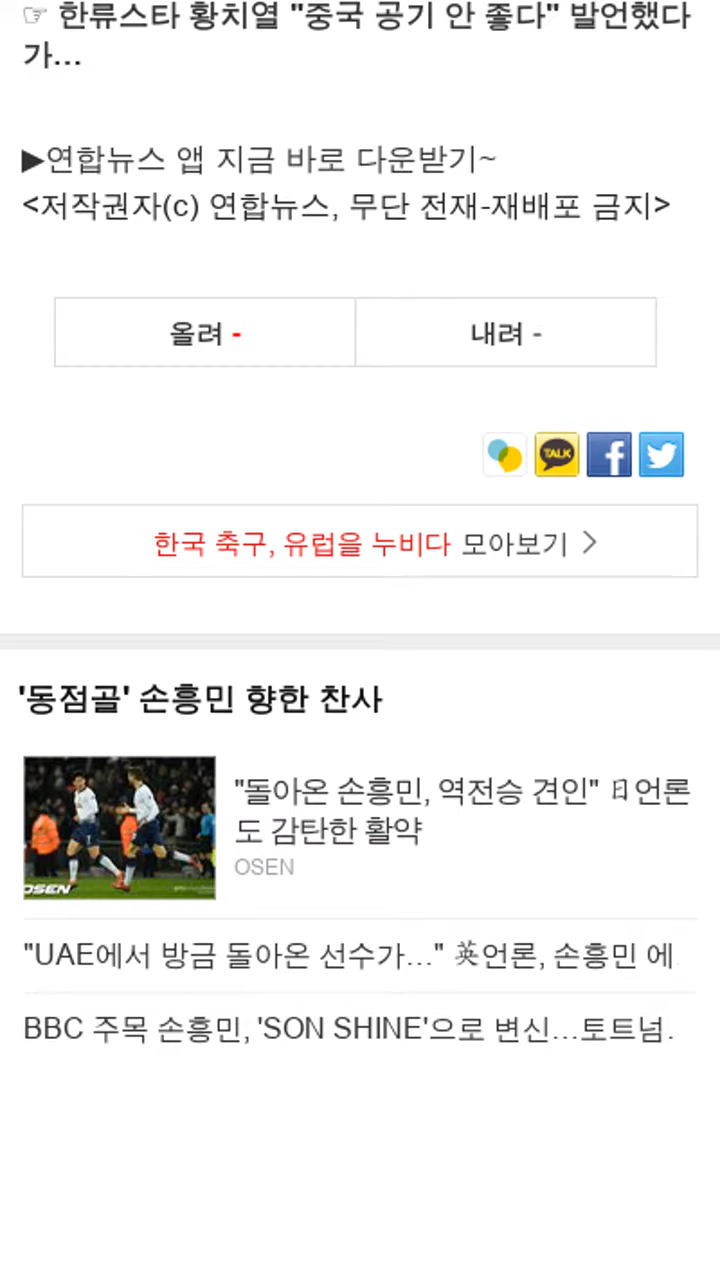 ☞ 한류스타 황치열 "중국 공기 안 좋다" 발언했다
가...
▶연합뉴스 앱 지금 바로 다운받기~
<저작권자(c) 연합뉴스, 무단 전재-재배포 금지>
올려 -
내려 -
TALK
한국 축구, 유럽을 누비다 모아보기 >
'동점골' 손흥민 향한 찬사
"돌아온 손흥민, 역전승 견인" 日언론
도 감탄한 활약
OSEN
OSEN
"UAE에서 방금 돌아온 선수가..." 英언론, 손흥민 에
BBC 주목 손흥민, 'SON SHINE'으로 변신...토트넘.